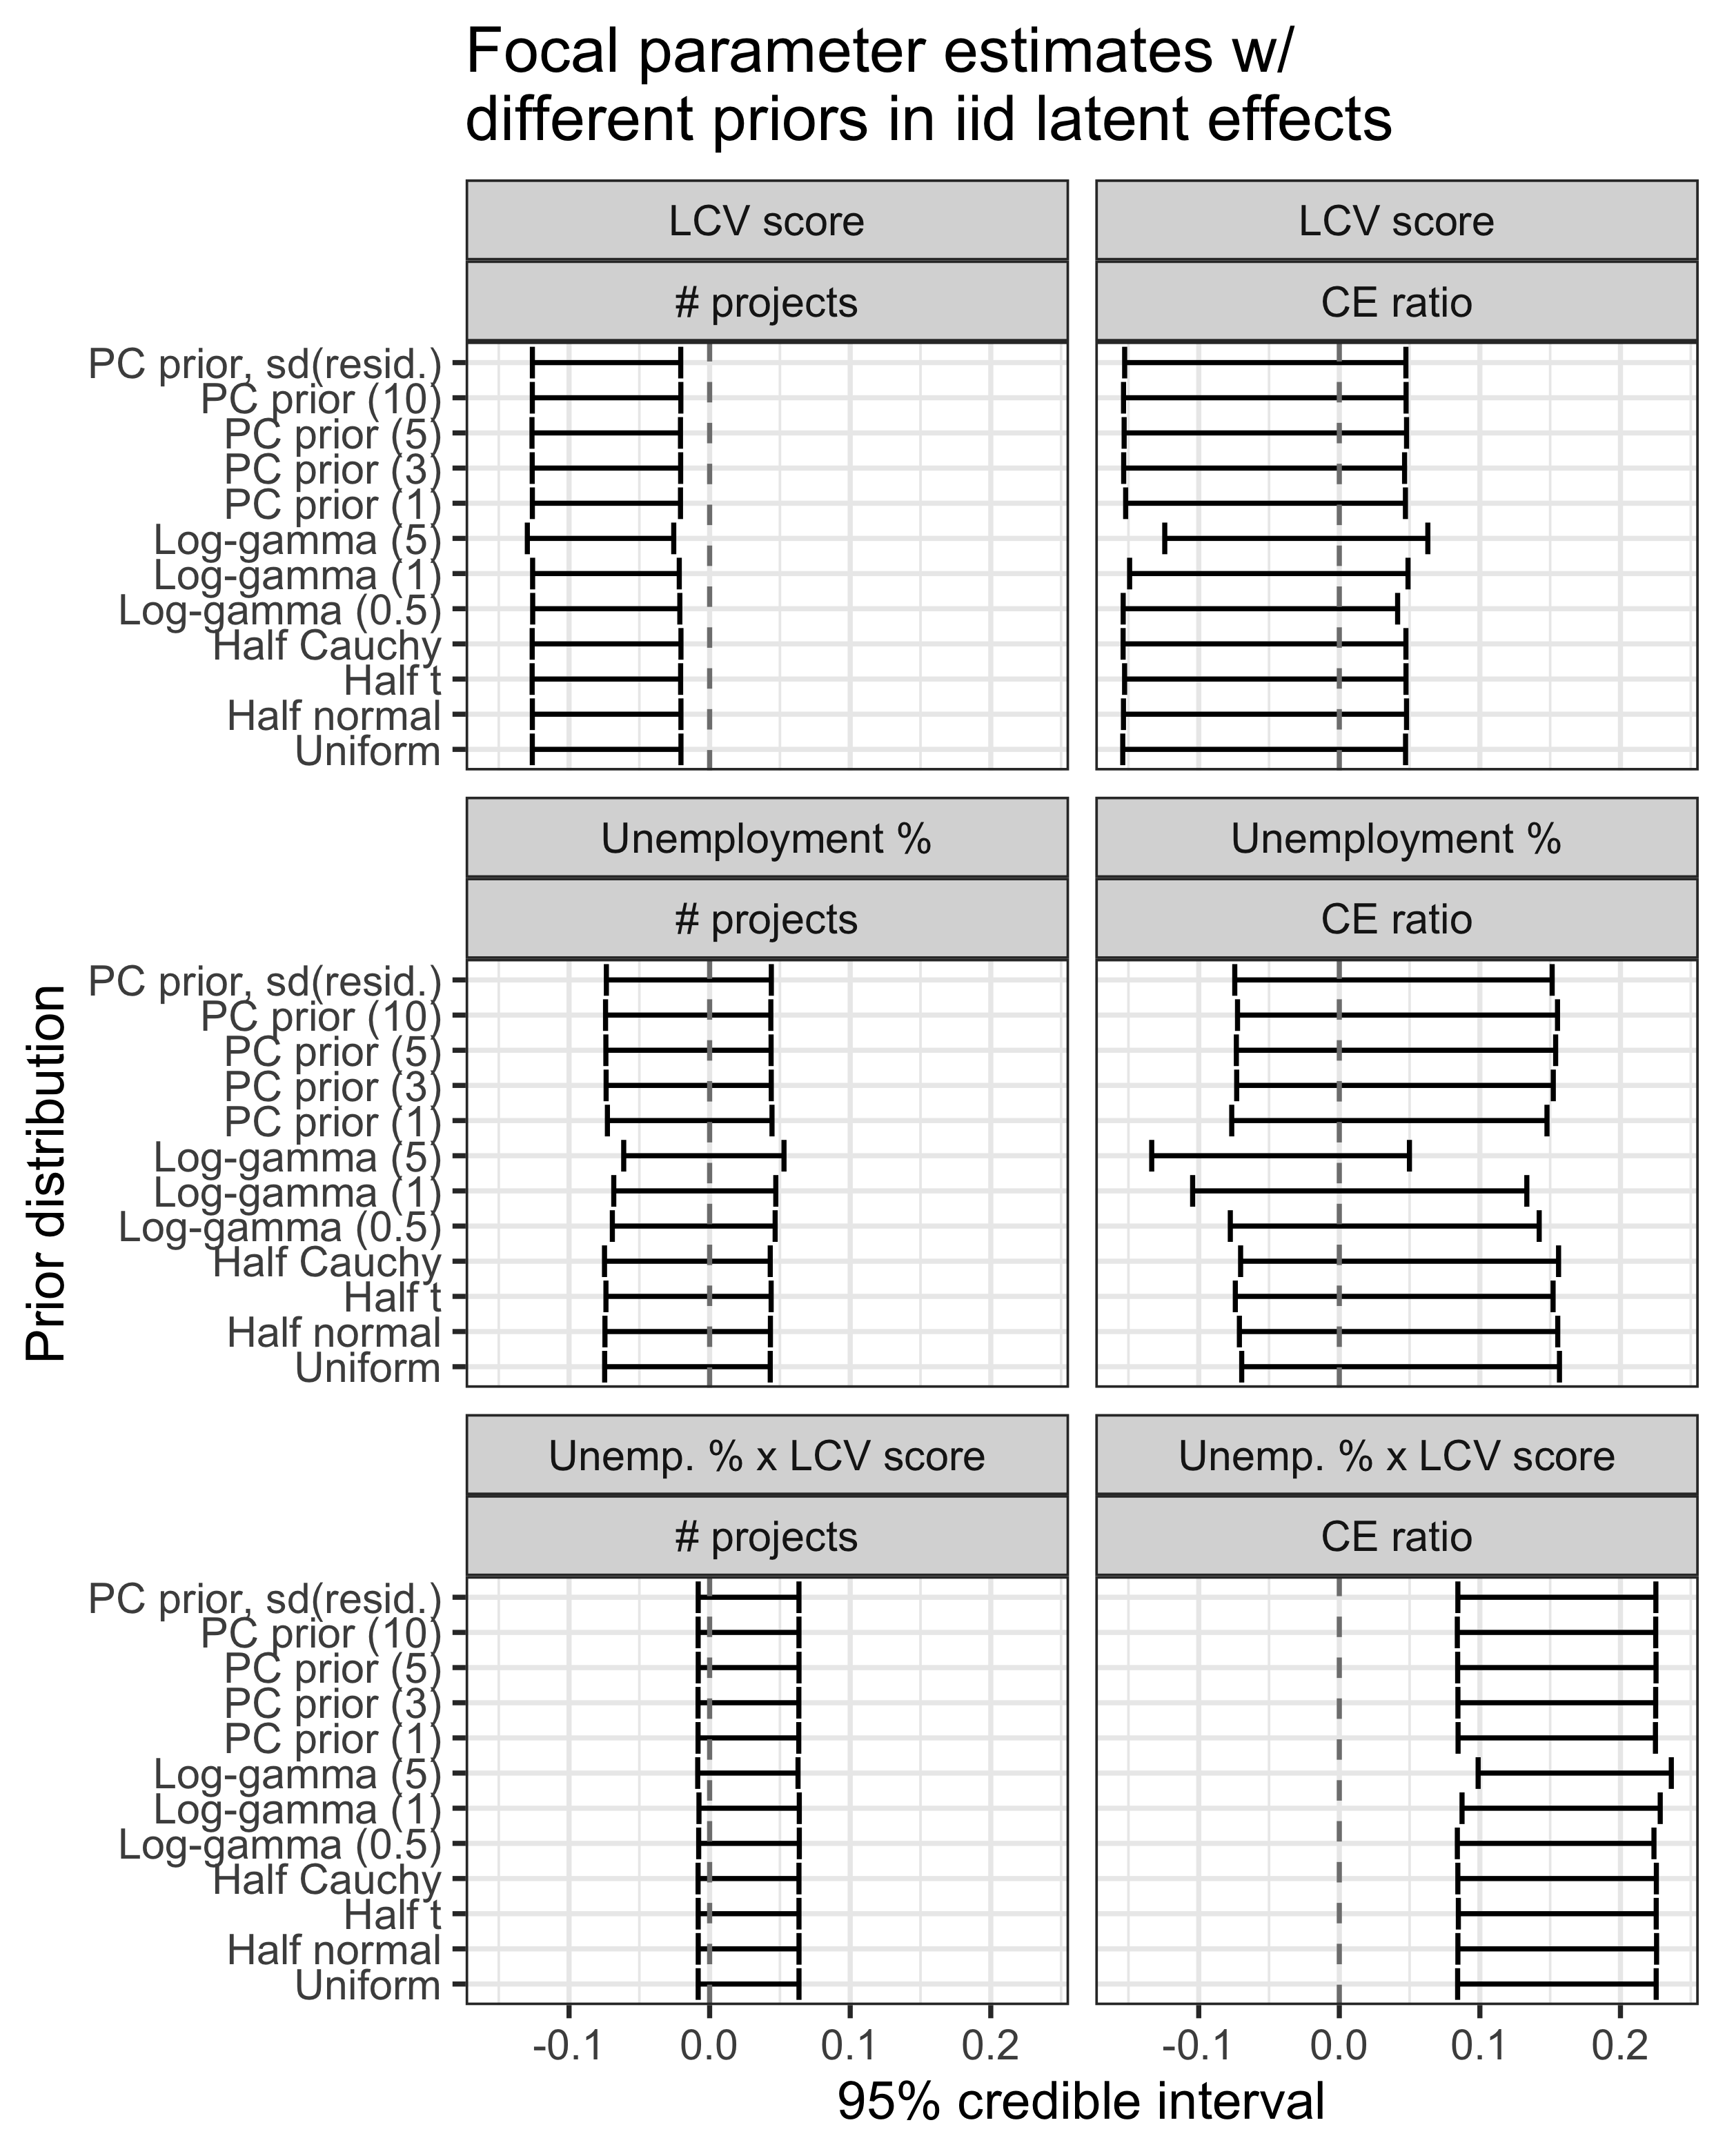 Focal parameter estimates w/
different priors in iid latent effects
LCV score
LCV score
# projects
CE ratio
PC prior, sd(resid.)
PC prior (10)
PC prior (5)
PC prior (3)
PC prior (1)
Log-gamma (5)
Log-gamma (1)
Log-gamma (0.5)
Half Cauchy
Half t
Half normal
Uniform
Unemployment %
Unemployment %
# projects
CE ratio
PC prior, sd(resid.)
PC prior (10)
PC prior (5)
PC prior (3)
PC prior (1)
Log-gamma (5)
Log-gamma (1)
Log-gamma (0.5)
Half Cauchy
Half t
Half normal
Uniform
Prior distribution
Unemp. % x LCV score
Unemp. % x LCV score
# projects
CE ratio
PC prior, sd(resid.)
PC prior (10)
PC prior (5)
PC prior (3)
PC prior (1)
Log-gamma (5)
Log-gamma (1)
Log-gamma (0.5)
Half Cauchy
Half t
Half normal
Uniform
-0.1 0.0 0.1 0.2
-0.1 0.0 0.1 0.2
95% credible interval